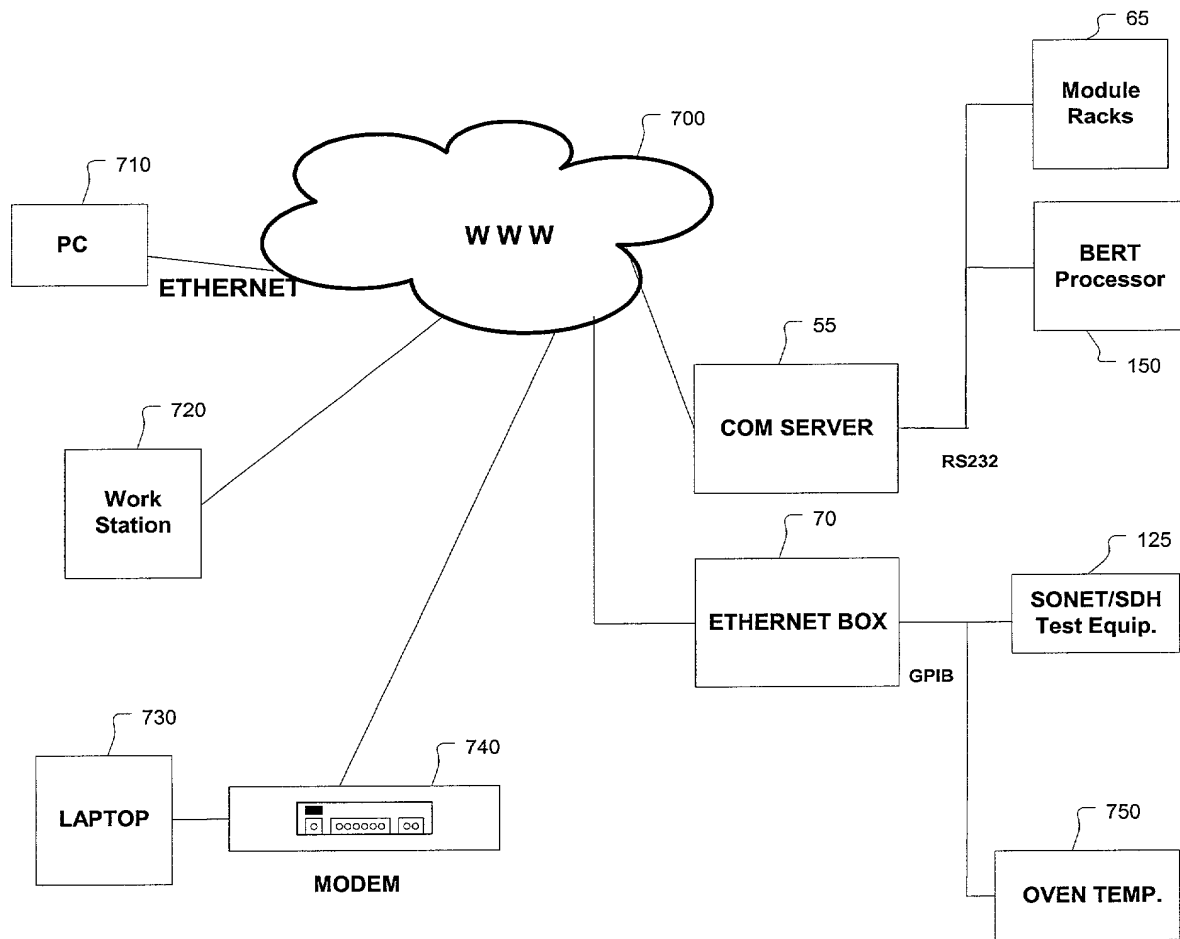 65
Module
Racks
700
710
PC
W W W
ETHERNET
BERT
Processor
150
55
COM SERVER
RS232
720
Work
Station
70
ETHERNET BOX
GPIB
125
SONET/SDH
Test Equip.
730
LAPTOP
740
MODEM
750
OVEN TEMP.